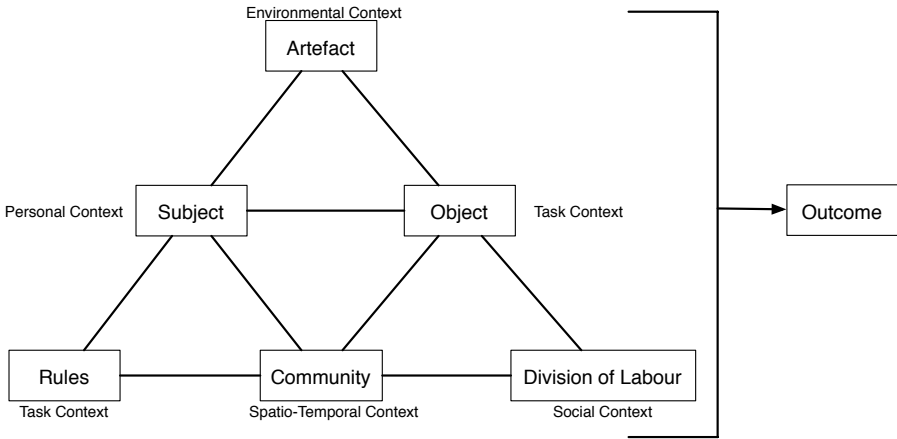 Environmental Context
Artefact
Personal Context
Subject
Object
Task Context
Outcome
Rules
Community
Division of Labour
Task Context
Spatio-Temporal Context
Social Context